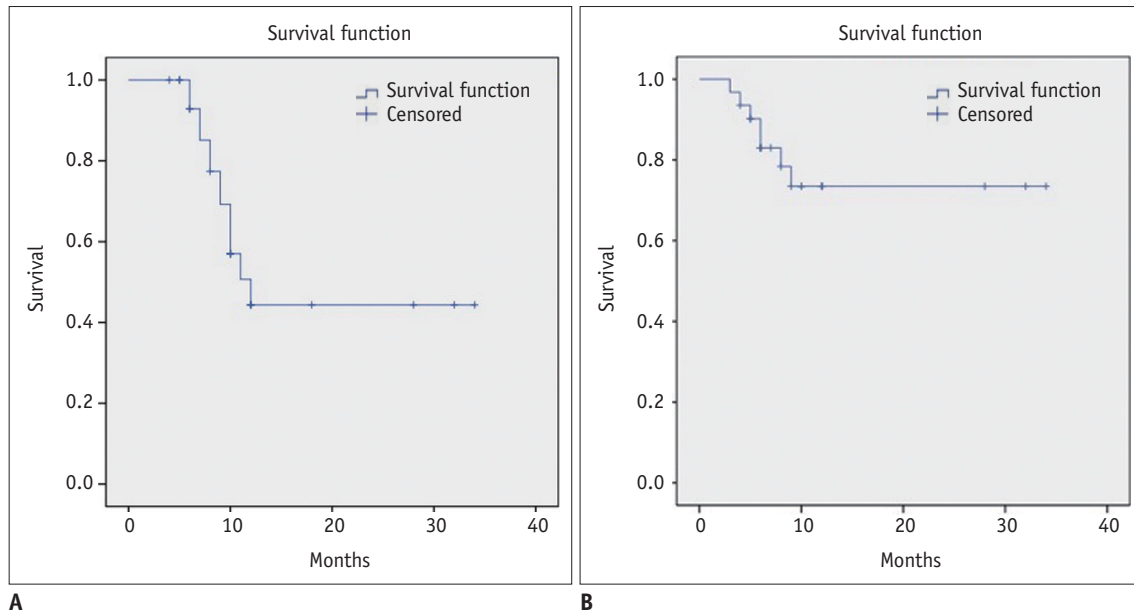 Survival function
1.0
0.8
0.6
0.4
0.2
0.0
Survival
Survival function
Censored
0 10 20 30 40
Months
A
Survival function
1.0
0.8
0.6
0.4
0.2
0.0
Survival
Survival function
Censored
0 10 20 30 40
Months
B